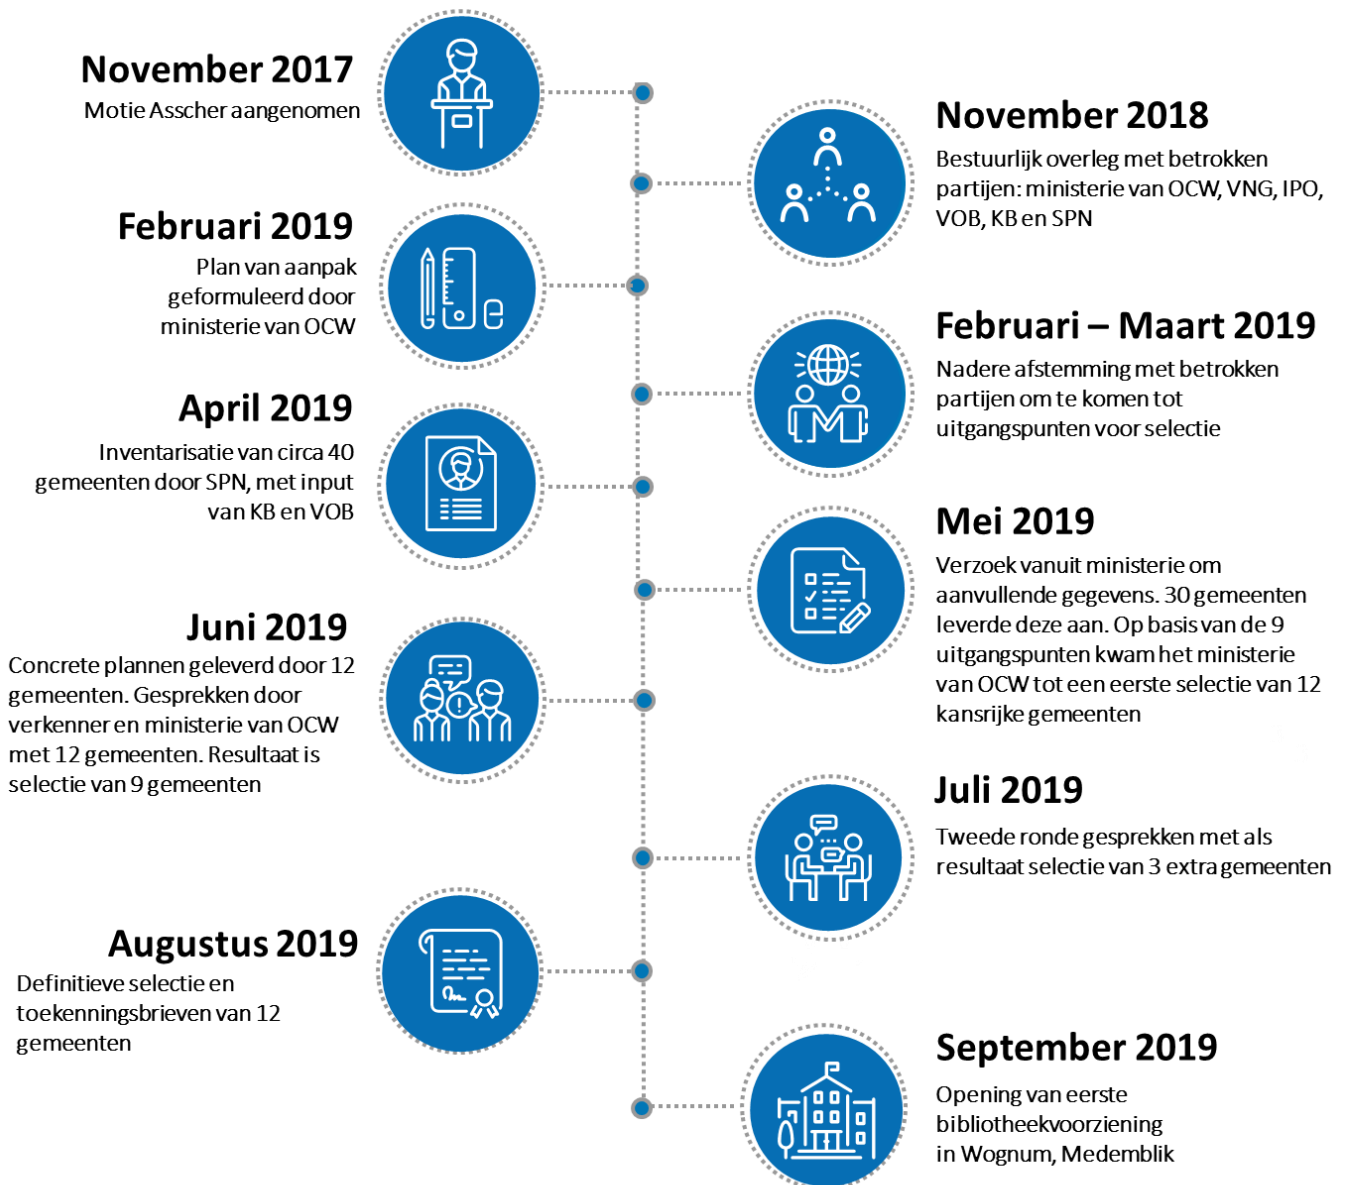 November 2017
Motie Asscher aangenomen
November 2018
Bestuurlijk overleg met betrokken
partijen: ministerie van OCW, VNG, IPO,
VOB, KB en SPN
Februari 2019
Plan van aanpak
geformuleerd door
ministerie van OCW
Februari – Maart 2019
Nadere afstemming met betrokken
partijen om te komen tot
uitgangspunten voor selectie
April 2019
Inventarisatie van circa 40
gemeenten door SPN, met input
van KB en VOB
Mei 2019
Verzoek vanuit ministerie om
aanvullende gegevens. 30 gemeenten
leverde deze aan. Op basis van de 9
uitgangspunten kwam het ministerie
van OCW tot een eerste selectie van 12
kansrijke gemeenten
Juni 2019
Concrete plannen geleverd door 12
gemeenten. Gesprekken door
verkenner en ministerie van OCW
met 12 gemeenten. Resultaat is
selectie van 9 gemeenten
Juli 2019
Tweede ronde gesprekken met als
resultaat selectie van 3 extra gemeenten
Augustus 2019
Definitieve selectie en
toekenningsbrieven van 12
gemeenten
September 2019
Opening van eerste
bibliotheekvoorziening
in Wognum, Medemblik